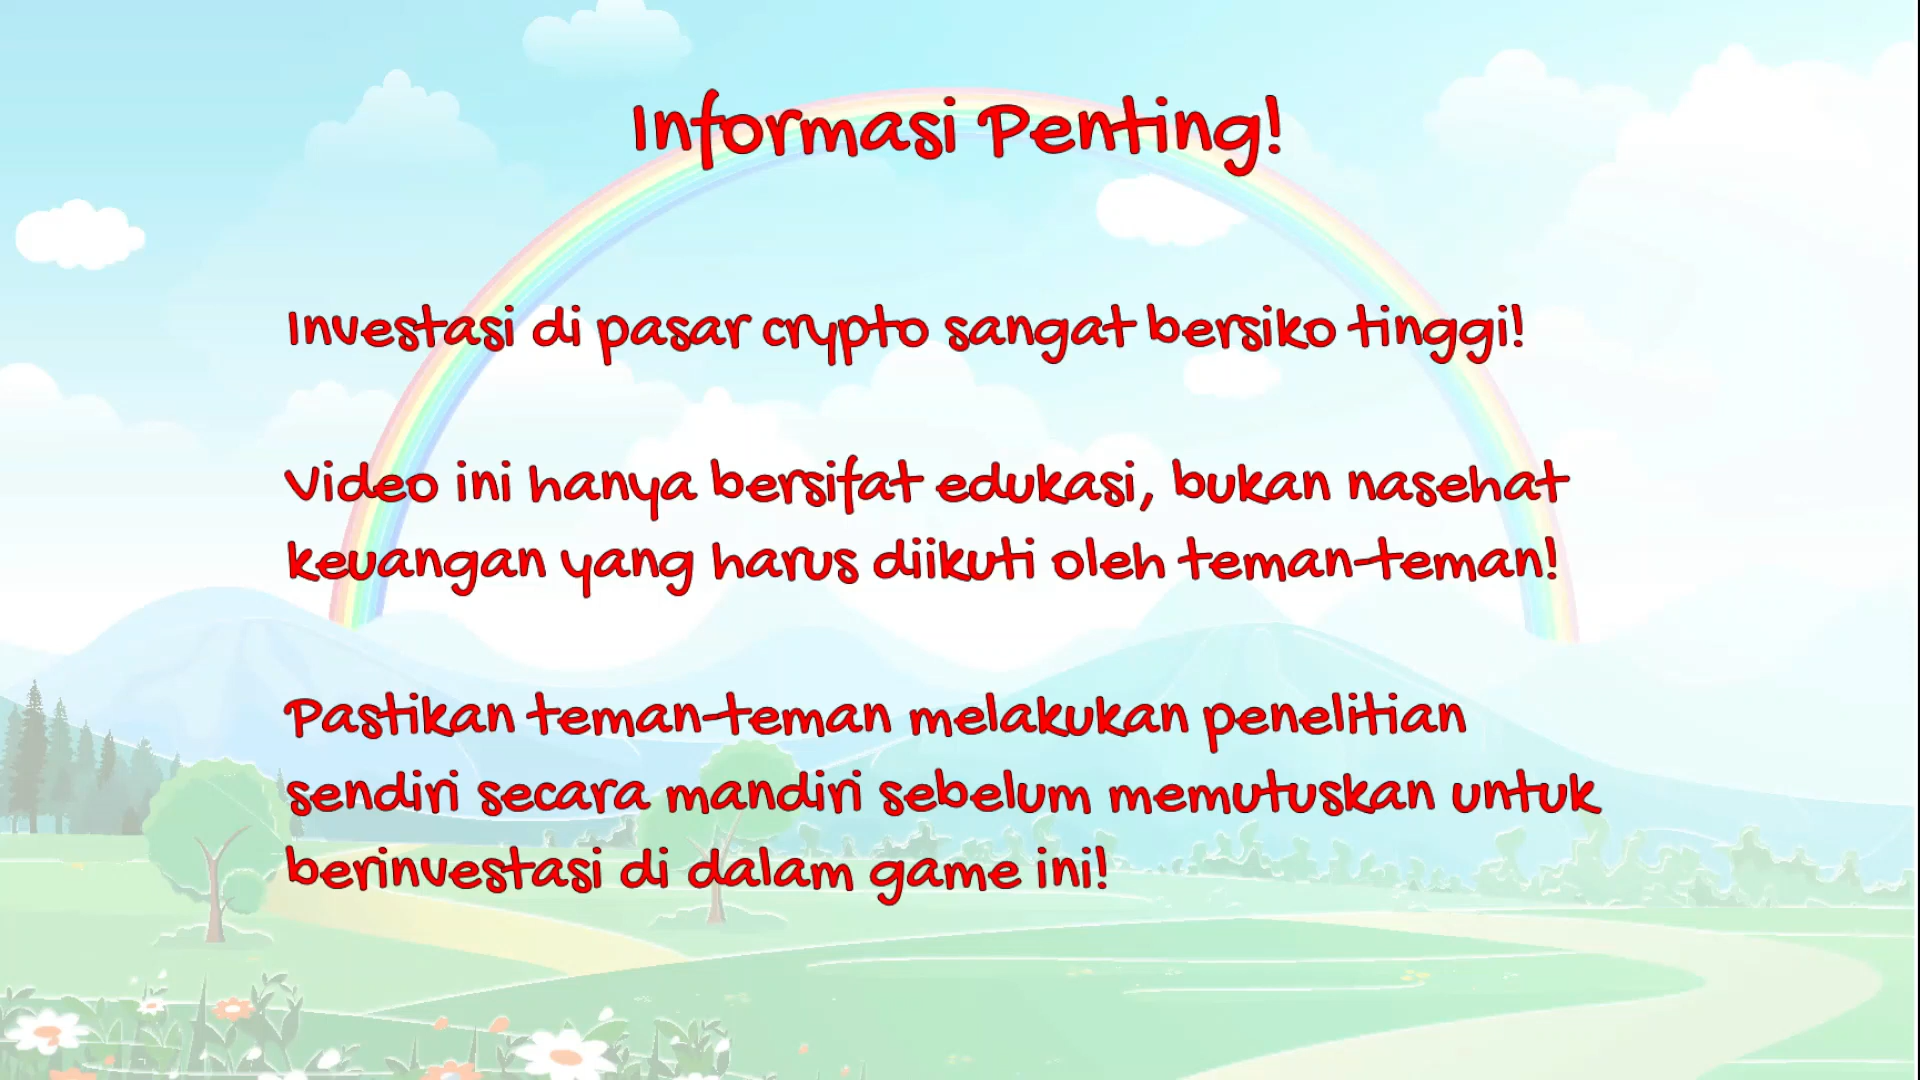 Informasi Penting!
Investasi di pasar crypto sangat bersiko tinggi!
Video ini hanya bersifat edukasi, bukan nasehat
keuangan yang harus diikuti oleh teman-teman!
Pastikan teman-teman melakukan penelitian
sendiri secara mandiri sebelum memutuskan untuk
berinvestasi di dalam game ini!